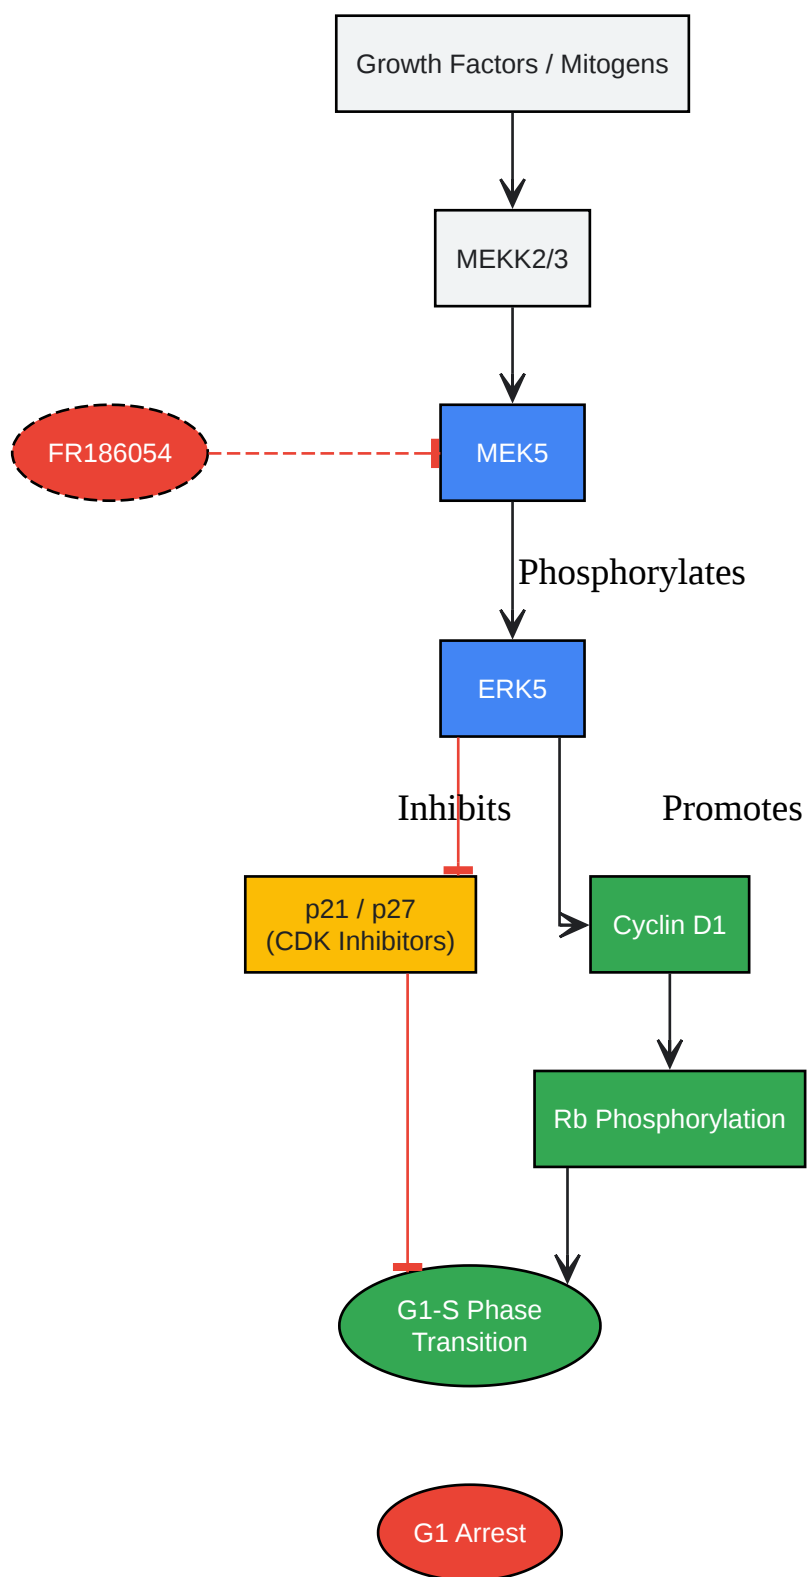 Growth Factors / Mitogens
MEKK2/3
FR186054
MEK5
Phosphorylates
ERK5
Inhibits
Promotes
p21 / p27
(CDK Inhibitors)
Cyclin D1
Rb Phosphorylation
G1-S Phase
Transition
G1 Arrest